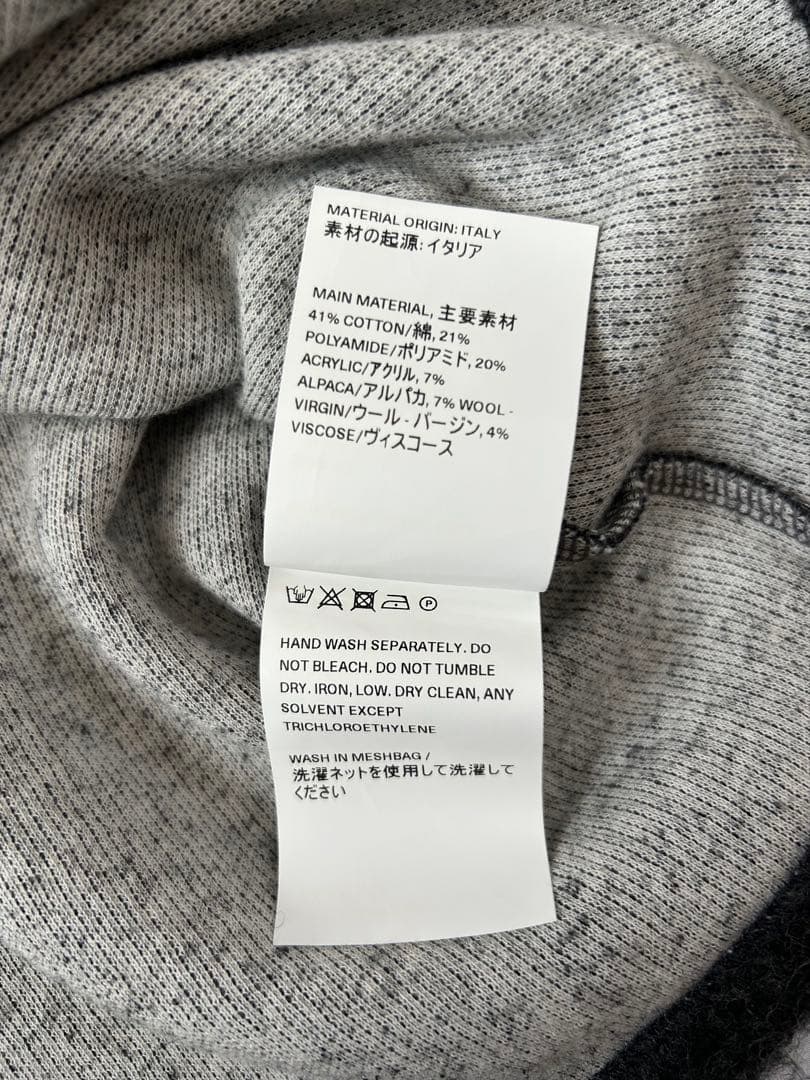 MATERIAL ORIGIN: ITALY
素材の起源: イタリア
MAIN MATERIAL, 主要素材
41% COTTON/綿, 21%
POLYAMIDE/ポリアミド, 20%
ACRYLIC/アクリル, 7%
ALPACA/アルパカ, 7% WOOL -
VIRGIN/ウール - バージン, 4%
VISCOSE/ヴィスコース
P
HAND WASH SEPARATELY. DO
NOT BLEACH. DO NOT TUMBLE
DRY. IRON, LOW. DRY CLEAN, ANY
SOLVENT EXCEPT
TRICHLOROETHYLENE
WASH IN MESHBAG /
洗濯ネットを使用して洗濯して
ください